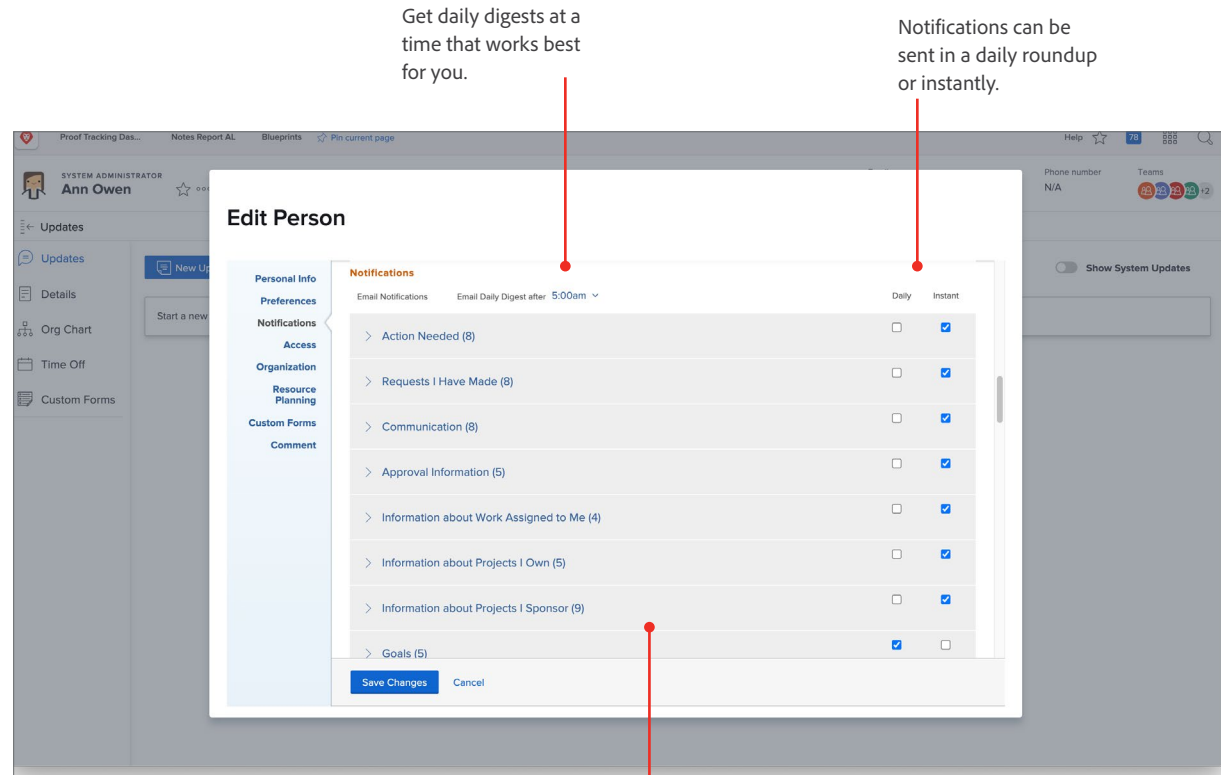 Get daily digests at a
time that works best
for you.
Notifications can be
sent in a daily roundup
or instantly.
Proof Tracking Das... Notes Report AL Blueprints Pin current page Help 78
SYSTEM ADMINISTRATOR
Ann Owen
Phone number
N/A
Teams
+2
Updates
Updates
Details
Org Chart
Time Off
Custom Forms
New Up
Show System Updates
Start a new
Edit Person
Personal Info
Preferences
Notifications
Access
Organization
Resource
Planning
Custom Forms
Comment
Notifications
Email Notifications Email Daily Digest after 5:00am Daily Instant
Action Needed (8)
Requests I Have Made (8)
Communication (8)
Approval Information (5)
Information about Work Assigned to Me (4)
Information about Projects I Own (5)
Information about Projects I Sponsor (9)
Goals (5)
Save Changes Cancel